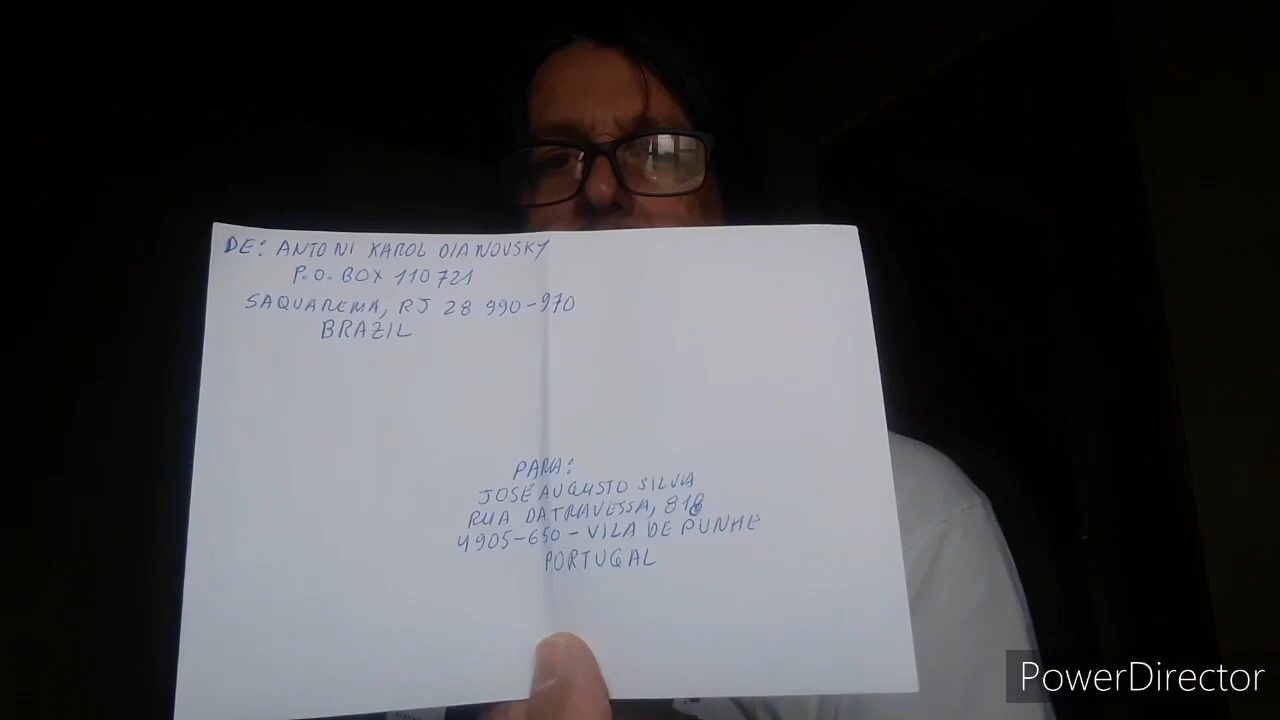 DE: ANTONI KAROL DIANOVSKY
P.O. BOX 110721
SAQUAREMA, RJ 28 990-970
BRAZIL
PARA:
JOSÉ AUGUSTO SILVA
RUA DA TRAVESSA, 818
4905-650 - VILA DE PUNHE
PORTUGAL
PowerDirector